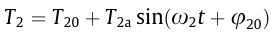 T₂ = T₂₀ + T₂ₐ sin(ω₂t + φ₂₀)